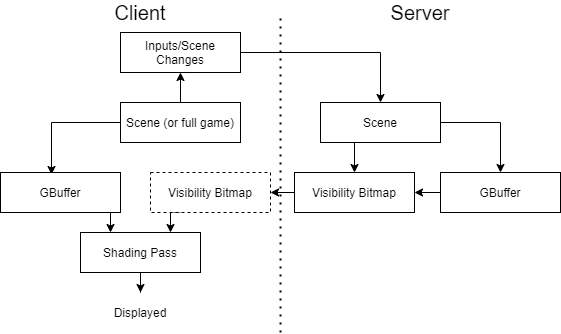 Client
Server
Inputs/Scene
Changes
Scene (or full game)
Scene
GBuffer
Visibility Bitmap
Visibility Bitmap
GBuffer
Shading Pass
Displayed